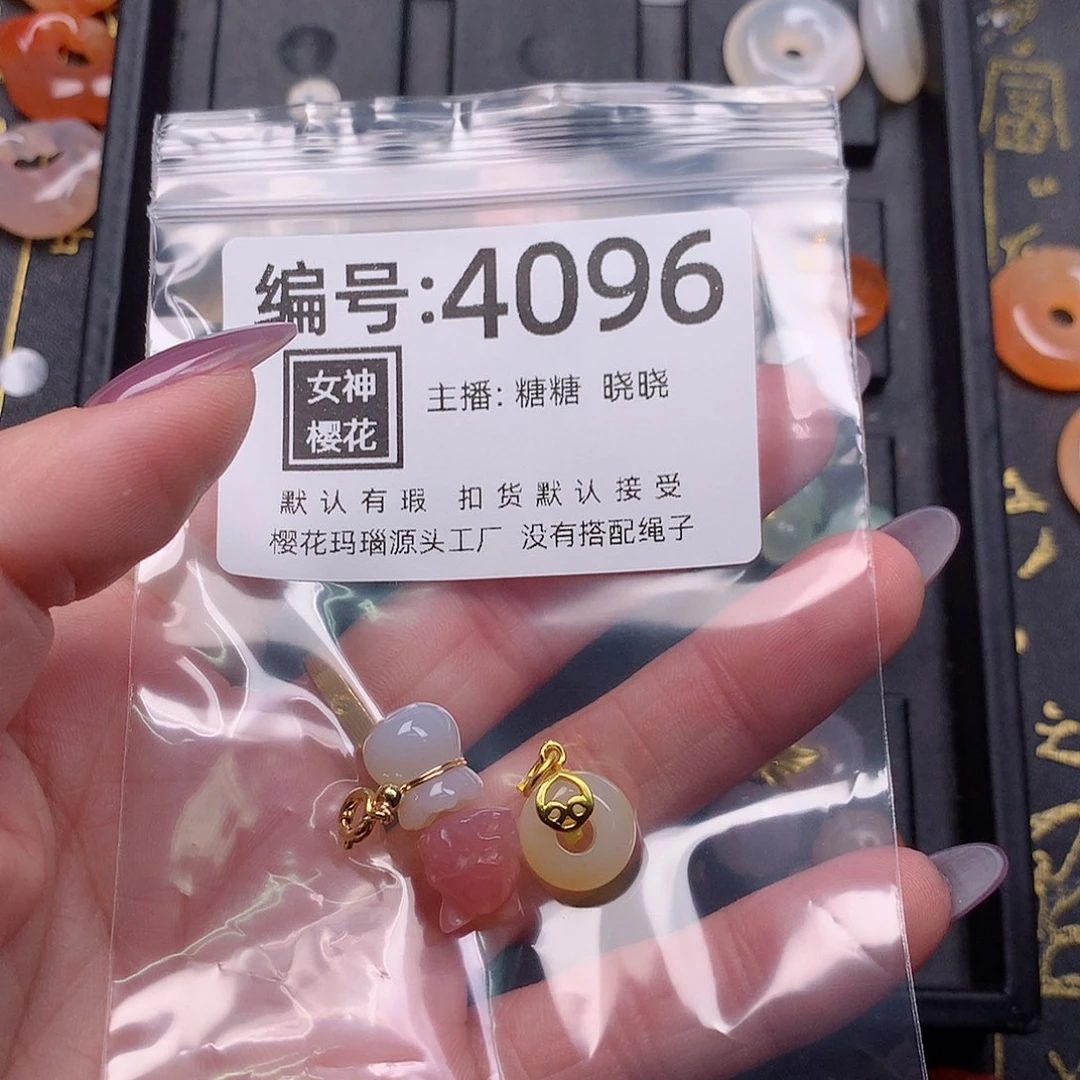 编号:4096
女神
樱花
主播: 糖糖 晓晓
默认有瑕 扣货默认接受
樱花玛瑙源头工厂 没有搭配绳子
富